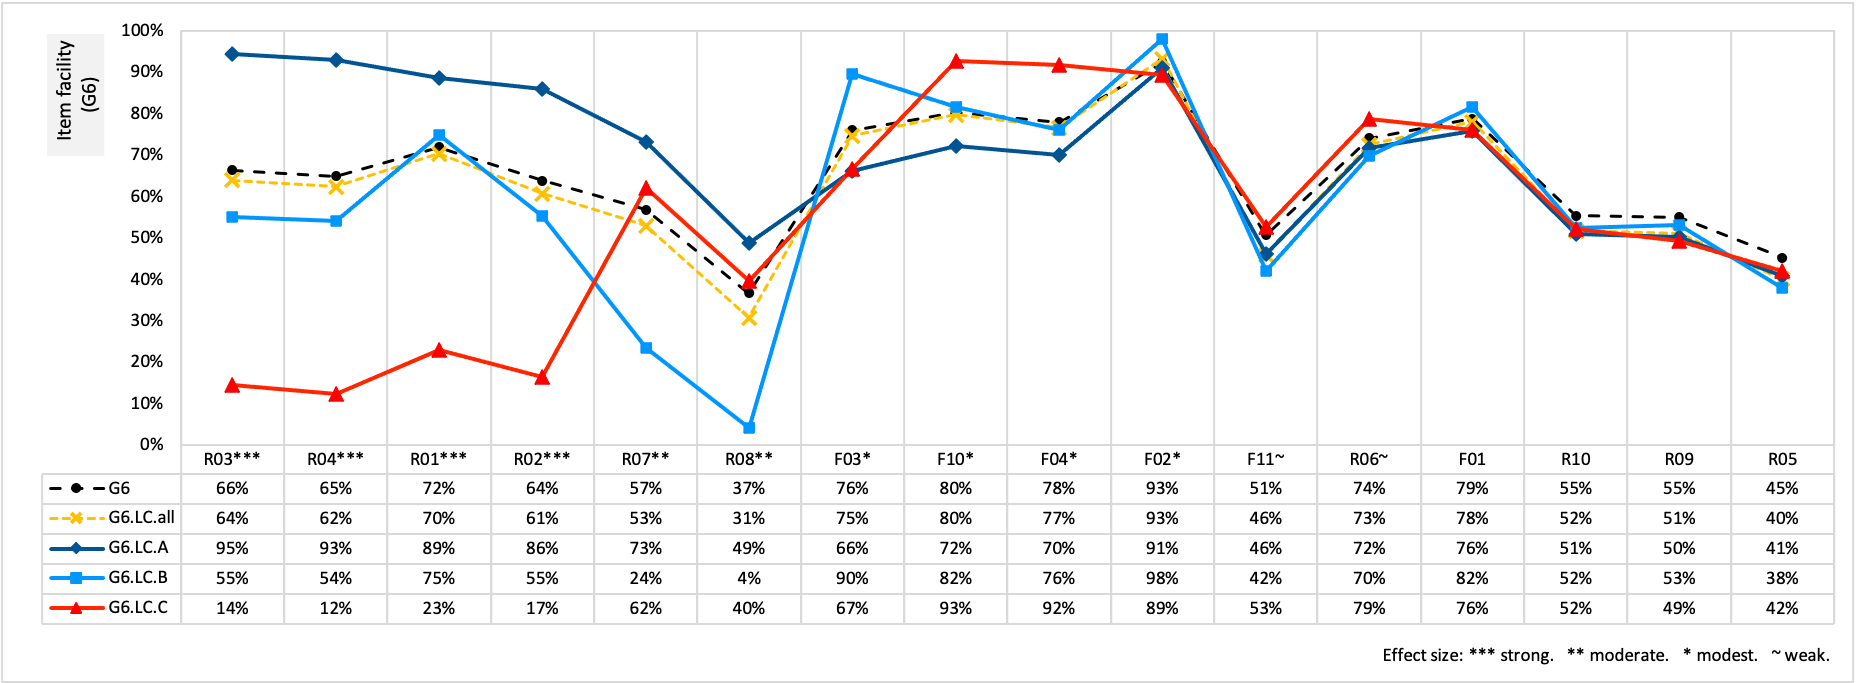 Item facility
(G6)
100%
90%
80%
70%
60%
50%
40%
30%
20%
10%
0%
R03*** R04*** R01*** R02*** R07** R08** F03* F10* F04* F02* F11~ R06~ F01 R10 R09 R05
G6 66% 65% 72% 64% 57% 37% 76% 80% 78% 93% 51% 74% 79% 55% 55% 45%
G6.LC.all 64% 62% 70% 61% 53% 31% 75% 80% 77% 93% 46% 73% 78% 52% 51% 40%
G6.LC.A 95% 93% 89% 86% 73% 49% 66% 72% 70% 91% 46% 72% 76% 51% 50% 41%
G6.LC.B 55% 54% 75% 55% 24% 4% 90% 82% 76% 98% 42% 70% 82% 52% 53% 38%
G6.LC.C 14% 12% 23% 17% 62% 40% 67% 93% 92% 89% 53% 79% 76% 52% 49% 42%
Effect size: *** strong. ** moderate. * modest. ~ weak.